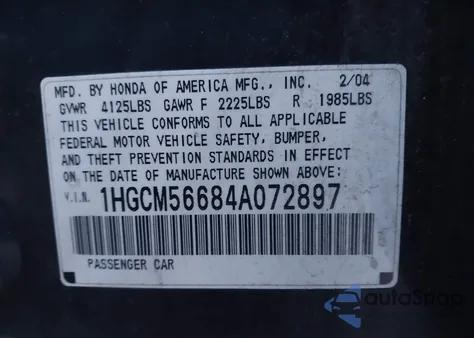 MFD. BY HONDA OF AMERICA MFG., INC. 2/04
GVWR 4125LBS GAWR F 2225LBS R 1985LBS
THIS VEHICLE CONFORMS TO ALL APPLICABLE
FEDERAL MOTOR VEHICLE SAFETY, BUMPER,
AND THEFT PREVENTION STANDARDS IN EFFECT
ON THE DATE OF MANUFACTURE SHOWN ABOVE:
V.I.N. 1HGCM56684A072897
PASSENGER CAR
autoSnap